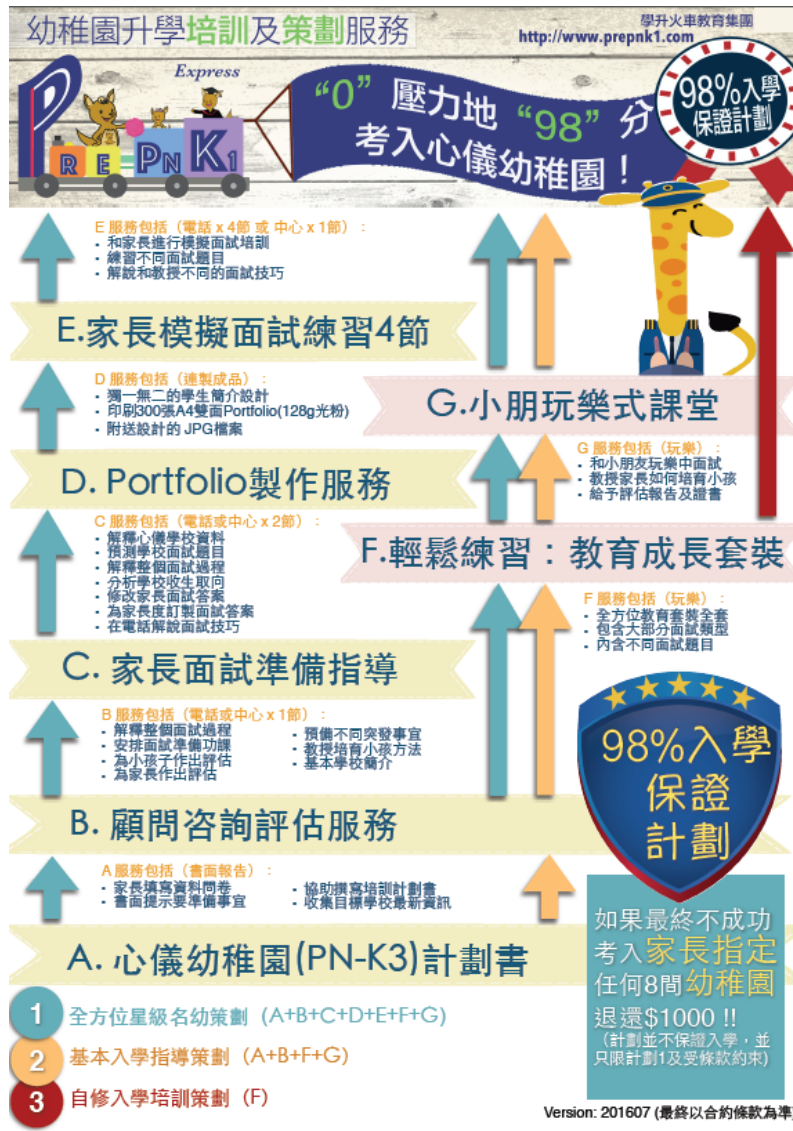 幼稚園升學培訓及策劃服務
學升火車教育集團
http://www.prepnk1.com
Express
PRE PNK1
“0” 壓力地 “98” 分
考入心儀幼稚園！
98%入學
保證計劃
E 服務包括（電話 x 4節 或 中心 x 1節）：
· 和家長進行模擬面試培訓
· 練習不同面試題目
· 解說和教授不同的面試技巧
E.家長模擬面試練習4節
D 服務包括（連製成品）：
· 獨一無二的學生簡介設計
· 印刷300張A4雙面Portfolio(128g光粉)
· 附送設計的 JPG檔案
G.小朋玩樂式課堂
G 服務包括（玩樂）：
· 和小朋友玩樂中面試
· 教授家長如何培育小孩
· 給予評估報告及證書
D. Portfolio製作服務
C 服務包括（電話或中心 x 2節）：
· 解釋心儀學校資料
· 預測學校面試題目
· 解釋整個面試過程
· 分析學校收生取向
· 修改家長面試答案
· 為家長度訂製面試答案
· 在電話解說面試技巧
F.輕鬆練習：教育成長套裝
F 服務包括（玩樂）：
· 全方位教育套裝全套
· 包含大部分面試類型
· 內含不同面試題目
C. 家長面試準備指導
B 服務包括（電話或中心 x 1節）：
· 解釋整個面試過程
· 安排面試準備功課
· 為小孩子作出評估
· 為家長作出評估
· 預備不同突發事宜
· 教授培育小孩方法
· 基本學校簡介
98%入學
保證
計劃
B. 顧問咨詢評估服務
A 服務包括（書面報告）：
· 家長填寫資料問卷
· 書面提示要準備事宜
· 協助撰寫培訓計劃書
· 收集目標學校最新資訊
A. 心儀幼稚園(PN-K3)計劃書
如果最終不成功
考入家長指定
任何8間幼稚園
退還$1000 !!
（計劃並不保證入學，並
只限計劃1及受條款約束）
1 全方位星級名幼策劃（A+B+C+D+E+F+G）
2 基本入學指導策劃（A+B+F+G）
3 自修入學培訓策劃（F）
Version: 201607 (最終以合約條款為準)